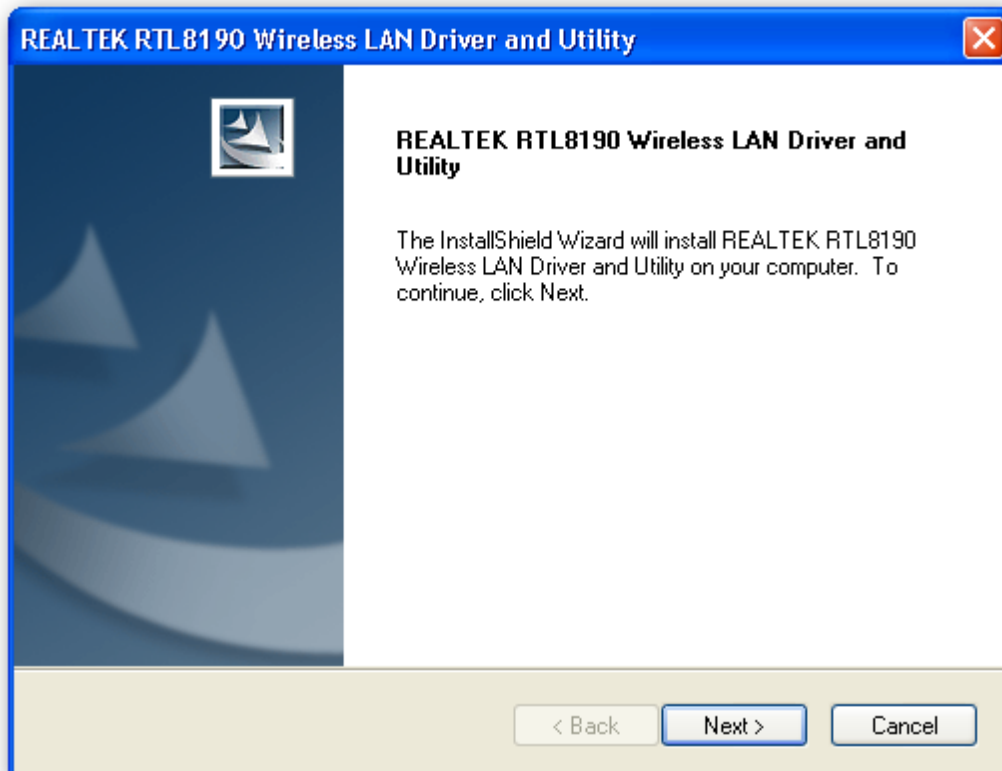 REALTEK RTL8190 Wireless LAN Driver and Utility
REALTEK RTL8190 Wireless LAN Driver and
Utility
The InstallShield Wizard will install REALTEK RTL8190
Wireless LAN Driver and Utility on your computer.  To
continue, click Next.
< Back
Next >
Cancel